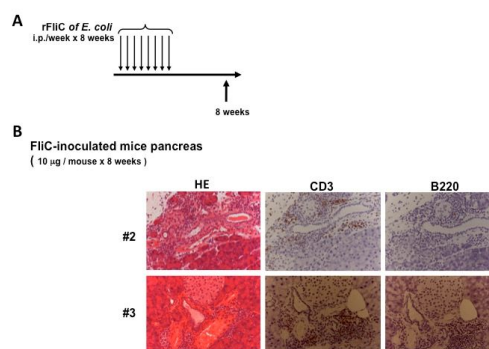 A
rFliC of E. coli
i.p./week x 8 weeks
8 weeks
B
FliC-inoculated mice pancreas
( 10 µg / mouse x 8 weeks )
HE CD3 B220
#2
#3